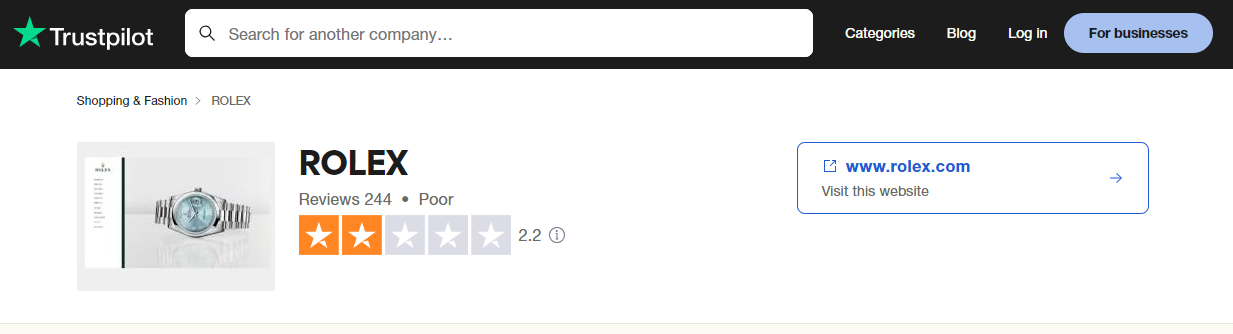 Trustpilot
Search for another company...
Categories
Blog
Log in
For businesses
Shopping & Fashion > ROLEX
ROLEX
ROLEX
Reviews 244 • Poor
2.2
www.rolex.com
Visit this website